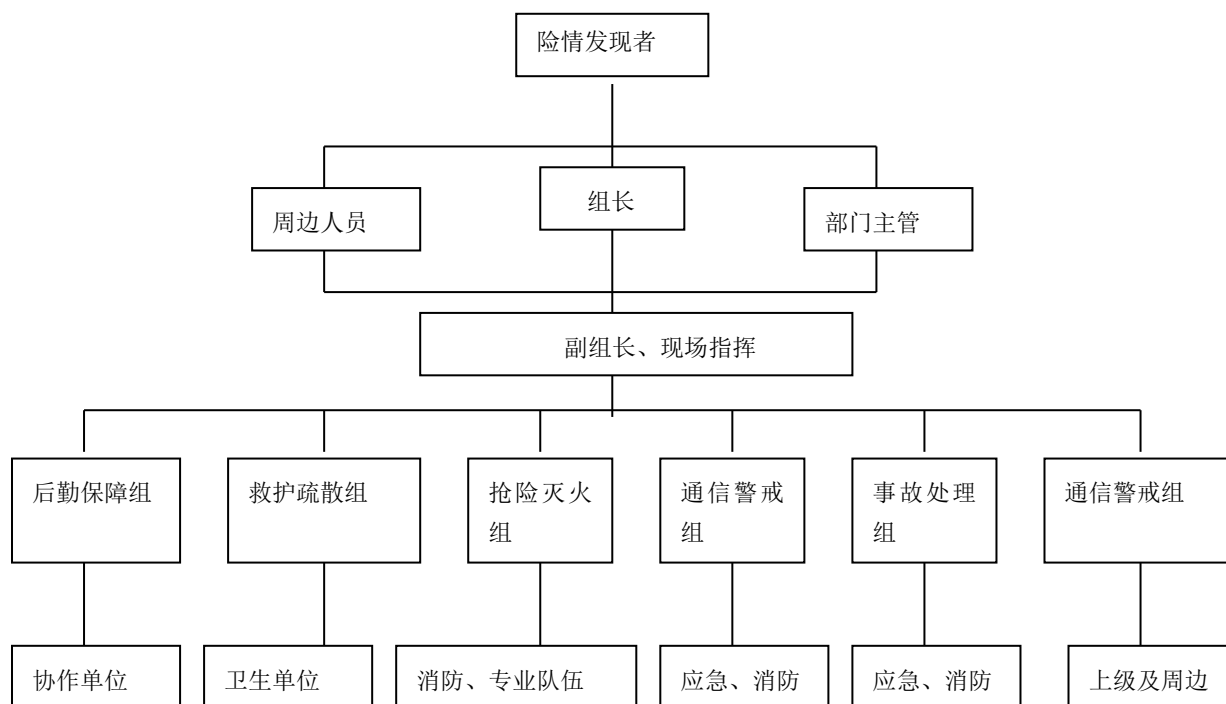 险情发现者
周边人员
组长
部门主管
副组长、现场指挥
后勤保障组
救护疏散组
抢险灭火
组
通信警戒
组
事故处理
组
通信警戒组
协作单位
卫生单位
消防、专业队伍
应急、消防
应急、消防
上级及周边